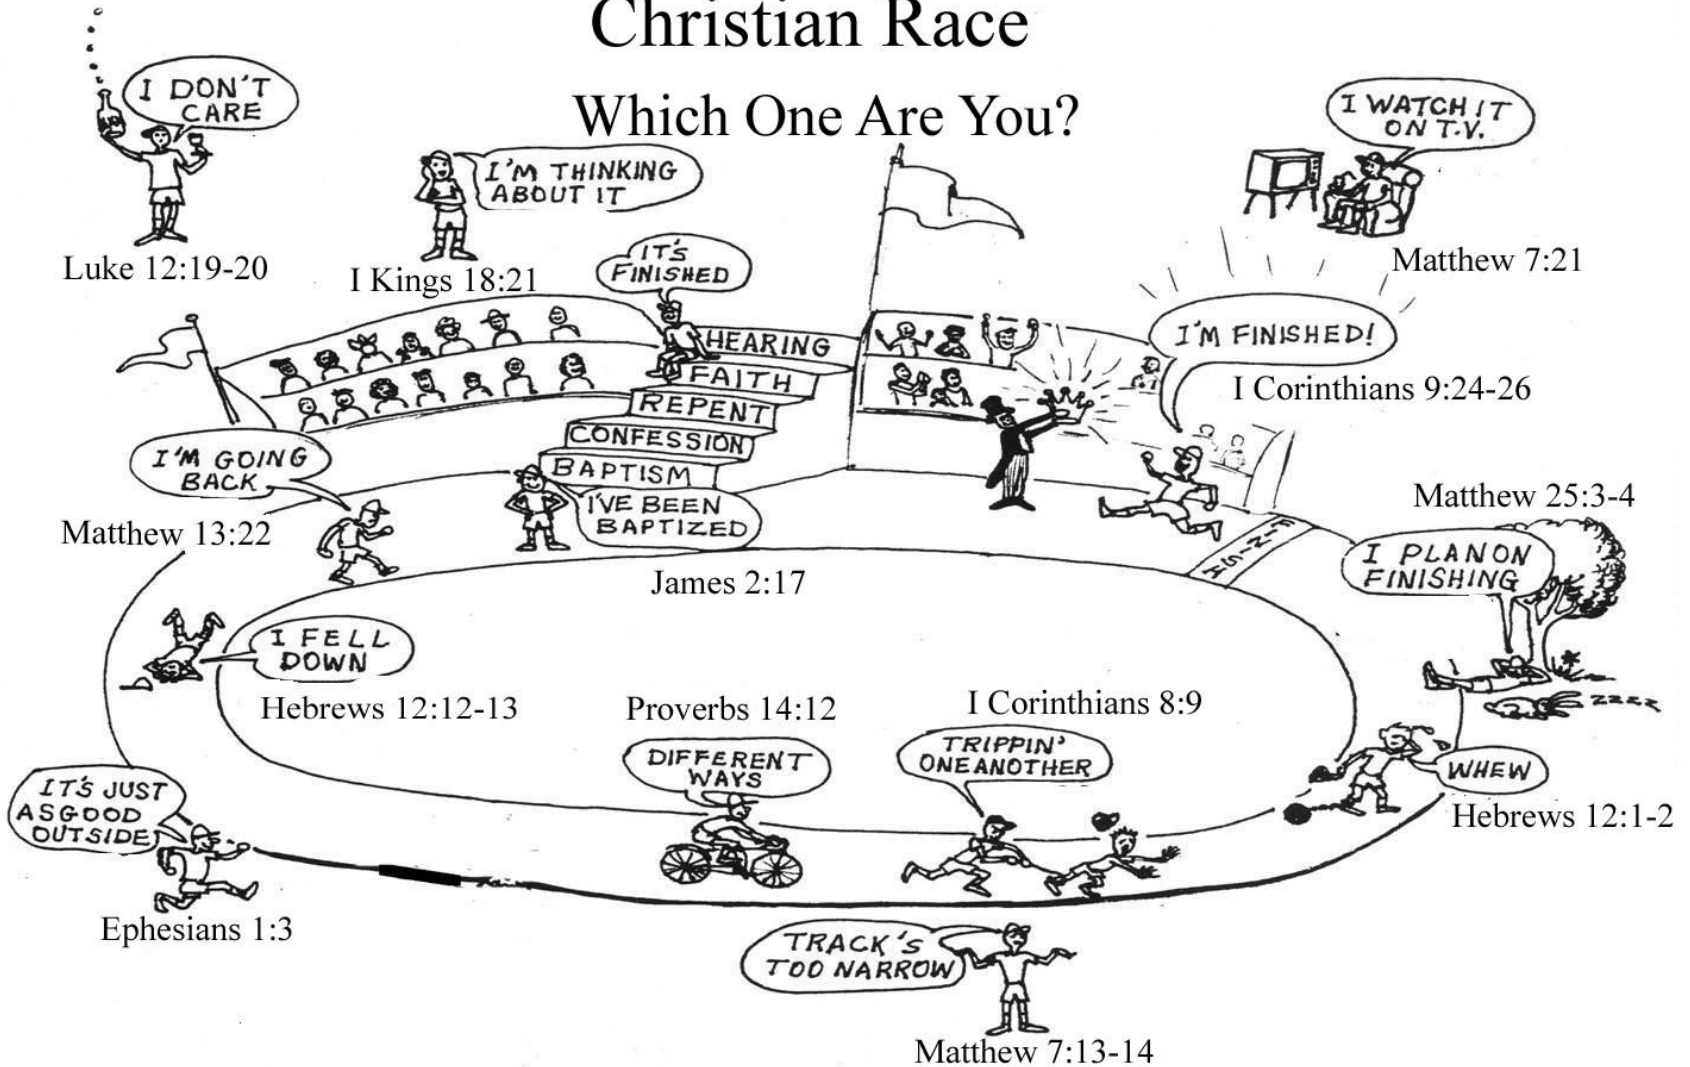 Christian Race
Which One Are You?
I DON'T
CARE
Luke 12:19-20
I'M THINKING
ABOUT IT
I Kings 18:21
I WATCH IT
ON T.V.
Matthew 7:21
IT'S
FINISHED
HEARING
FAITH
REPENT
CONFESSION
BAPTISM
I'VE BEEN
BAPTIZED
James 2:17
I'M FINISHED!
I Corinthians 9:24-26
FINISH
I'M GOING
BACK
Matthew 13:22
Matthew 25:3-4
I PLAN ON
FINISHING
ZZZZ
I FELL
DOWN
Hebrews 12:12-13
Proverbs 14:12
DIFFERENT
WAYS
I Corinthians 8:9
TRIPPIN'
ONE ANOTHER
WHEW
Hebrews 12:1-2
IT'S JUST
AS GOOD
OUTSIDE
Ephesians 1:3
TRACK'S
TOO NARROW
Matthew 7:13-14